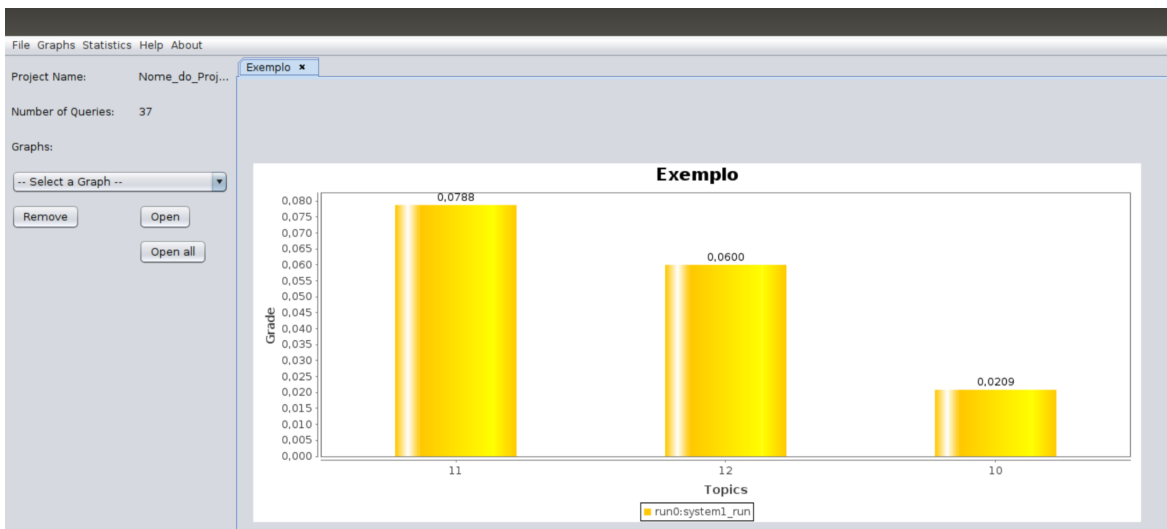 File Graphs Statistics Help About
Project Name: Nome_do_Proj...
Number of Queries: 37
Graphs:
-- Select a Graph --
Remove Open
Open all
Exemplo ×
Exemplo
Grade
0,080
0,075
0,070
0,065
0,060
0,055
0,050
0,045
0,040
0,035
0,030
0,025
0,020
0,015
0,010
0,005
0,000
0,0788
0,0600
0,0209
11 12 10
Topics
run0:system1_run